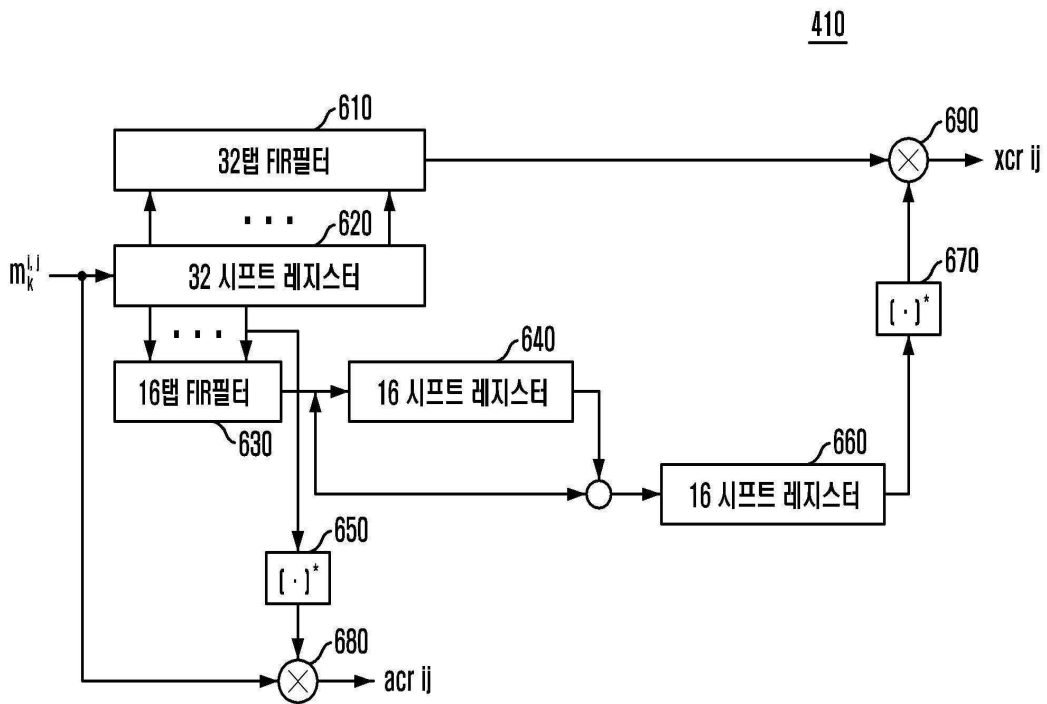 410
610
32탭 FIR필터
690
xcr ij
620
m_k^{i, j}
32 시프트 레지스터
670
[ · ]*
640
16탭 FIR필터
16 시프트 레지스터
630
660
16 시프트 레지스터
650
[ · ]*
680
acr ij